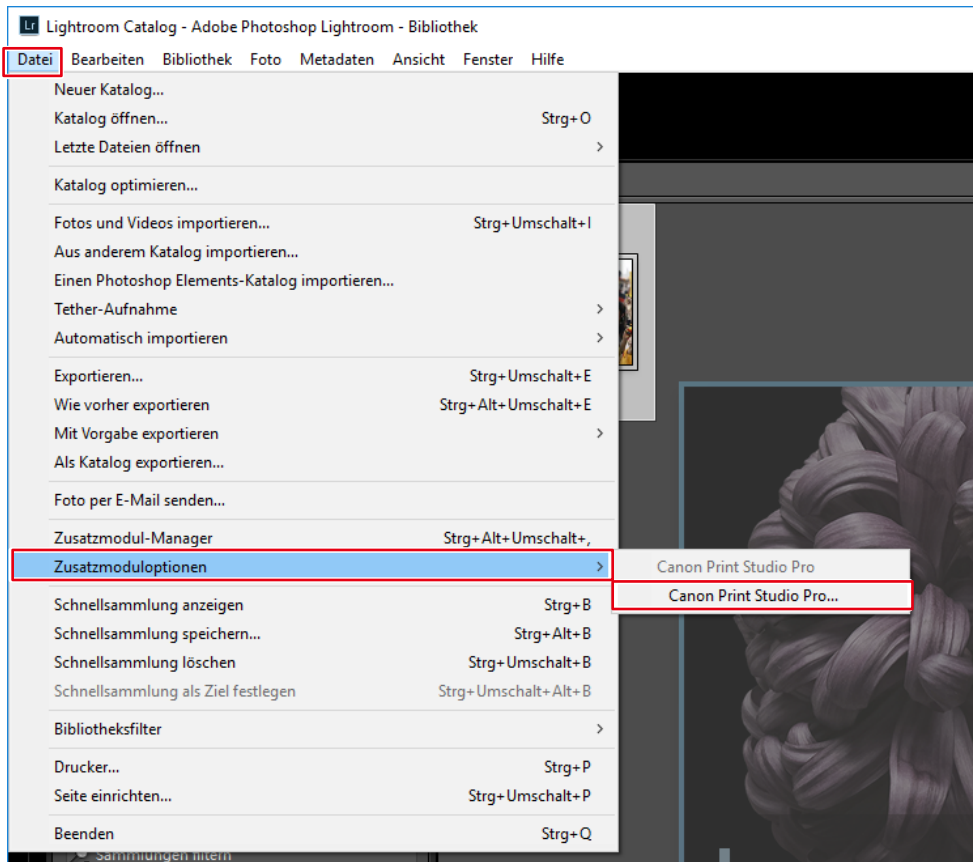 Lr Lightroom Catalog - Adobe Photoshop Lightroom - Bibliothek
Datei Bearbeiten Bibliothek Foto Metadaten Ansicht Fenster Hilfe
Neuer Katalog...
Katalog öffnen... Strg+O
Letzte Dateien öffnen >
Katalog optimieren...
Fotos und Videos importieren... Strg+Umschalt+I
Aus anderem Katalog importieren...
Einen Photoshop Elements-Katalog importieren...
Tether-Aufnahme >
Automatisch importieren >
Exportieren... Strg+Umschalt+E
Wie vorher exportieren Strg+Alt+Umschalt+E
Mit Vorgabe exportieren >
Als Katalog exportieren...
Foto per E-Mail senden...
Zusatzmodul-Manager Strg+Alt+Umschalt+,
Zusatzmoduloptionen > Canon Print Studio Pro
Canon Print Studio Pro...
Schnellsammlung anzeigen Strg+B
Schnellsammlung speichern... Strg+Alt+B
Schnellsammlung löschen Strg+Umschalt+B
Schnellsammlung als Ziel festlegen Strg+Umschalt+Alt+B
Bibliotheksfilter >
Drucker... Strg+P
Seite einrichten... Strg+Umschalt+P
Beenden Strg+Q
Sammlungen filtern